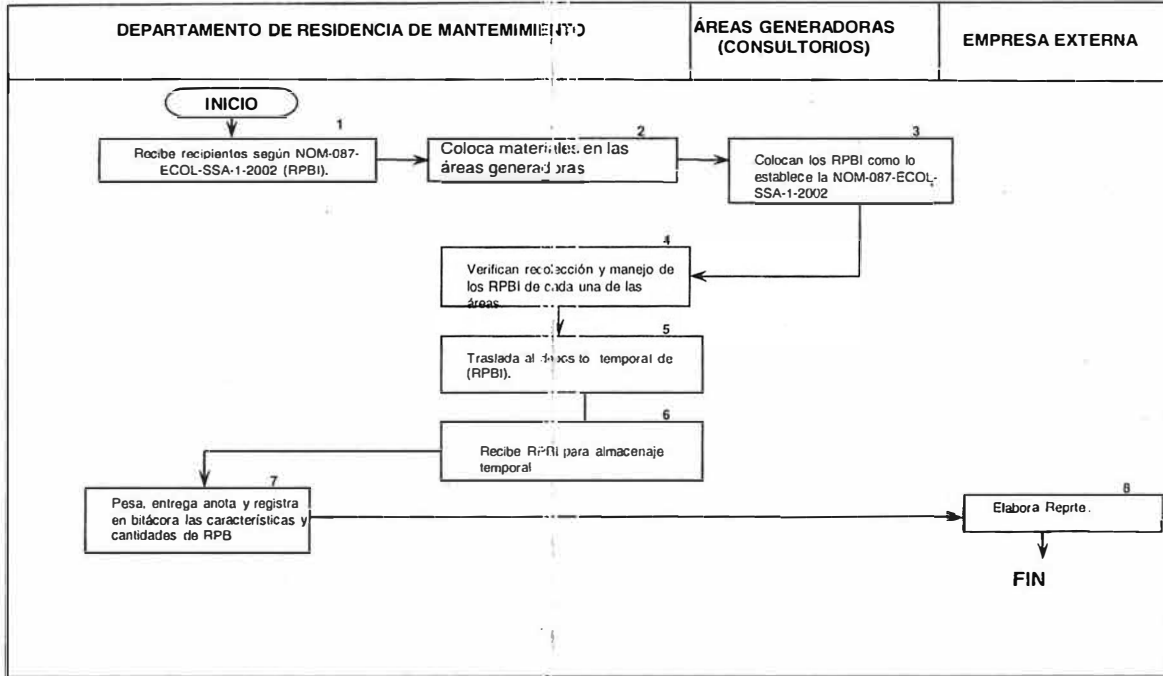 DEPARTAMENTO DE RESIDENCIA DE MANTEMIMIENTO
ÁREAS GENERADORAS
(CONSULTORIOS)
EMPRESA EXTERNA
INICIO
1
Recibe recipientes según NOM-087-
ECOL-SSA-1-2002 (RPBI).
2
Coloca materiales en las
áreas generadoras
3
Colocan los RPBI como lo
establece la NOM-087-ECOL-
SSA-1-2002
4
Verifican recolección y manejo de
los RPBI de cada una de las
áreas
5
Traslada al temporal de
(RPBI).
6
Recibe RPBI para almacenaje
temporal
7
Pesa, entrega anota y registra
en bitácora las características y
cantidades de RPB
8
Elabora Reprte.
FIN